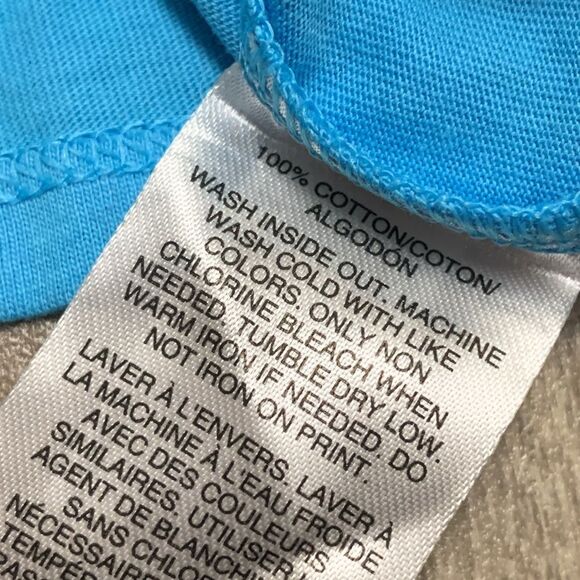 100% COTTON/COTON/
ALGODÓN
WASH INSIDE OUT. MACHINE
WASH COLD WITH LIKE
COLORS. ONLY NON
CHLORINE BLEACH WHEN
NEEDED. TUMBLE DRY LOW.
WARM IRON IF NEEDED. DO
NOT IRON ON PRINT.
LAVER À L'ENVERS. LAVER À
LA MACHINE À L'EAU FROIDE
AVEC DES COULEURS
SIMILAIRES. UTILISER
AGENT DE BLANCHI
SANS CHLO
NÉCESSAIRE
TEMPÉR